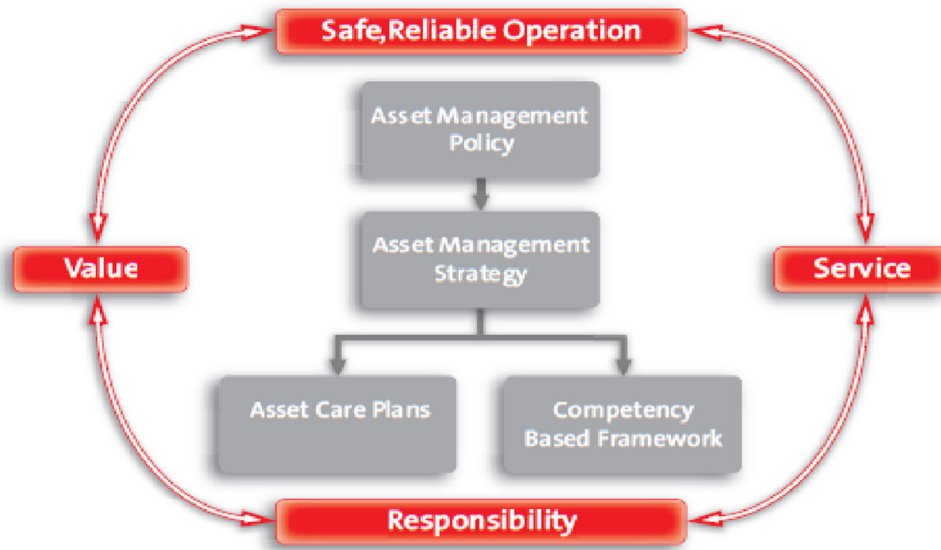 Safe,Reliable Operation
Asset Management
Policy
Asset Management
Strategy
Value
Service
Asset Care Plans
Competency
Based Framework
Responsibility